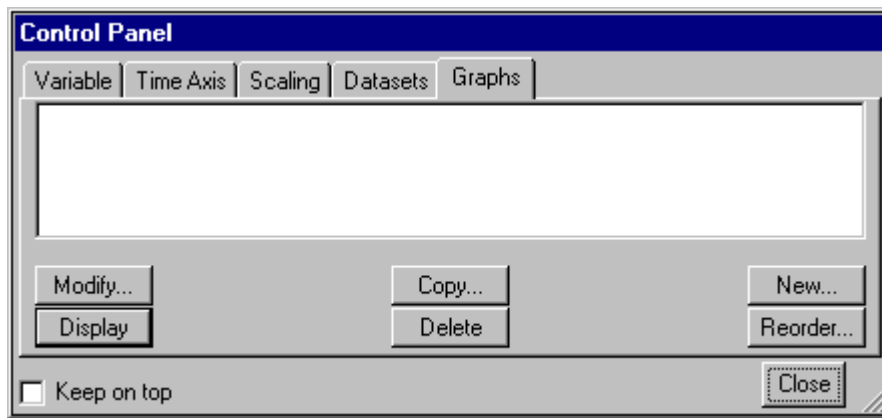 Control Panel
Variable Time Axis Scaling Datasets Graphs
Modify... Copy... New...
Display Delete Reorder...
Keep on top Close